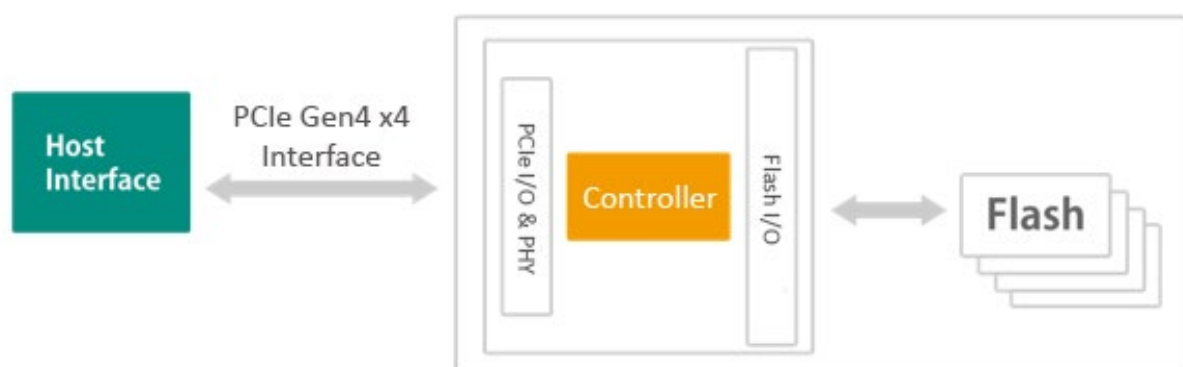 Host
Interface
PCIe Gen4 x4
Interface
PCIe I/O & PHY
Controller
Flash I/O
Flash